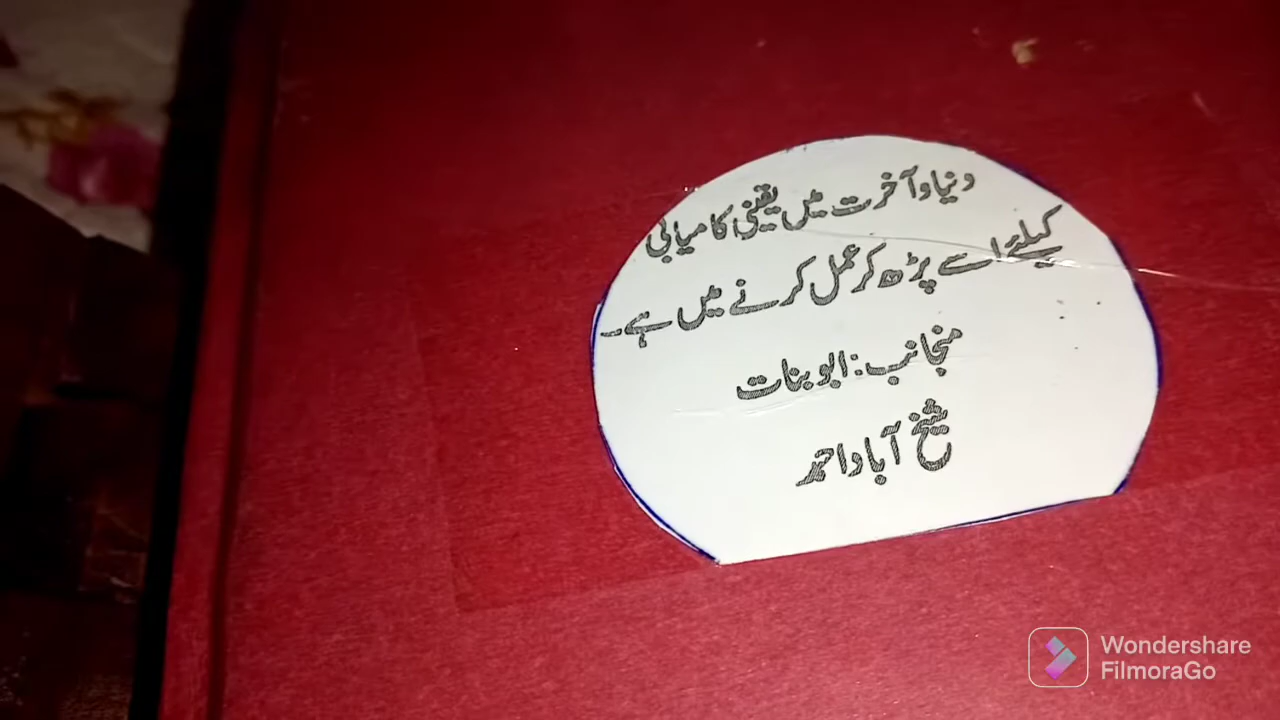 دنیا و آخرت میں یقینی کامیابی
کیلئے اسے پڑھ کر عمل کرنے میں ہے۔
منجانب: ابو بنات
شیخ آباد احمد
Wondershare
FilmoraGo